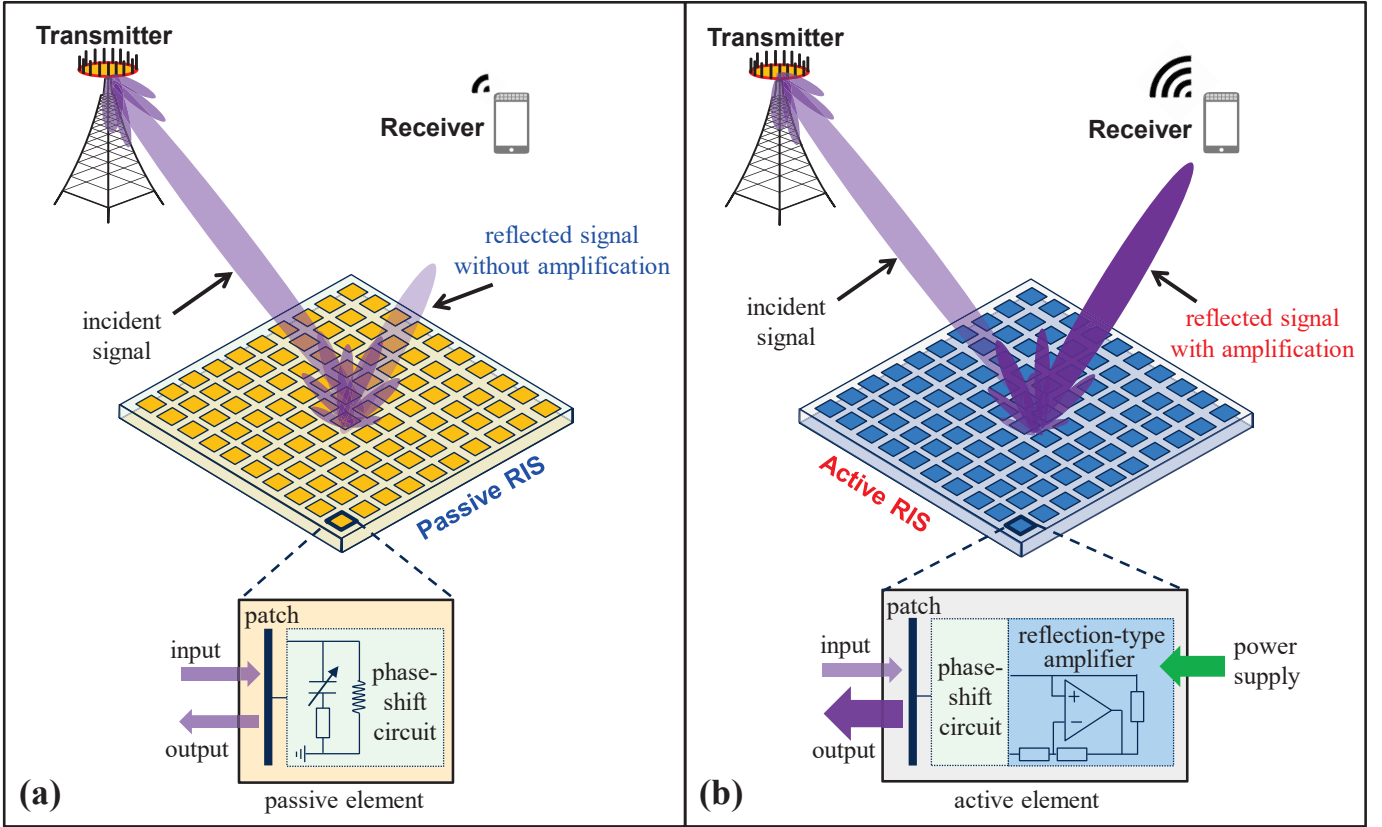 Transmitter
Receiver
reflected signal
without amplification
incident
signal
Passive RIS
patch
input
phase-
shift
circuit
output
(a)
passive element
Transmitter
Receiver
incident
signal
reflected signal
with amplification
Active RIS
patch
input
reflection-type
amplifier
power
supply
phase-
shift
circuit
+
−
output
(b)
active element